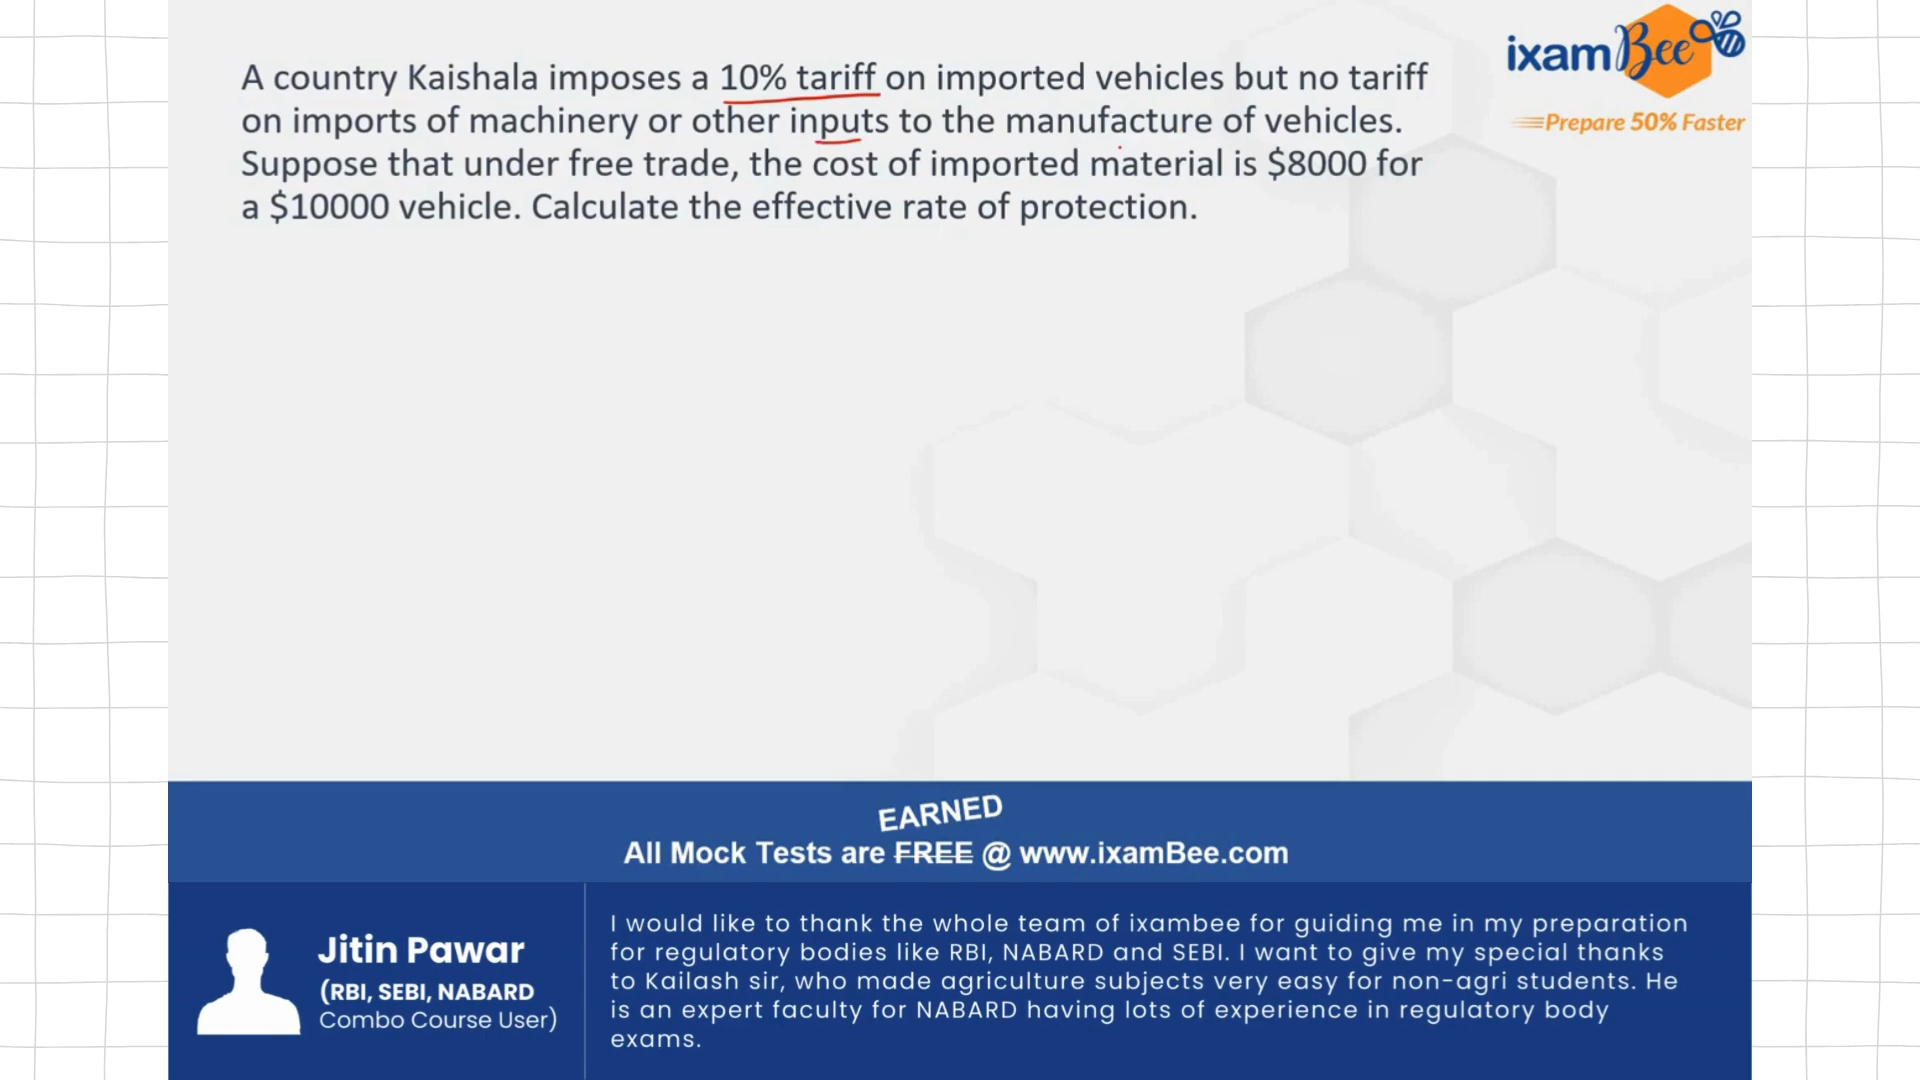 A country Kaishala imposes a 10% tariff on imported vehicles but no tariff
on imports of machinery or other inputs to the manufacture of vehicles.
Suppose that under free trade, the cost of imported material is $8000 for
a $10000 vehicle. Calculate the effective rate of protection.
ixamBee
Prepare 50% Faster
EARNED
All Mock Tests are FREE @ www.ixamBee.com
Jitin Pawar
(RBI, SEBI, NABARD
Combo Course User)
I would like to thank the whole team of ixambee for guiding me in my preparation
for regulatory bodies like RBI, NABARD and SEBI. I want to give my special thanks
to Kailash sir, who made agriculture subjects very easy for non-agri students. He
is an expert faculty for NABARD having lots of experience in regulatory body
exams.